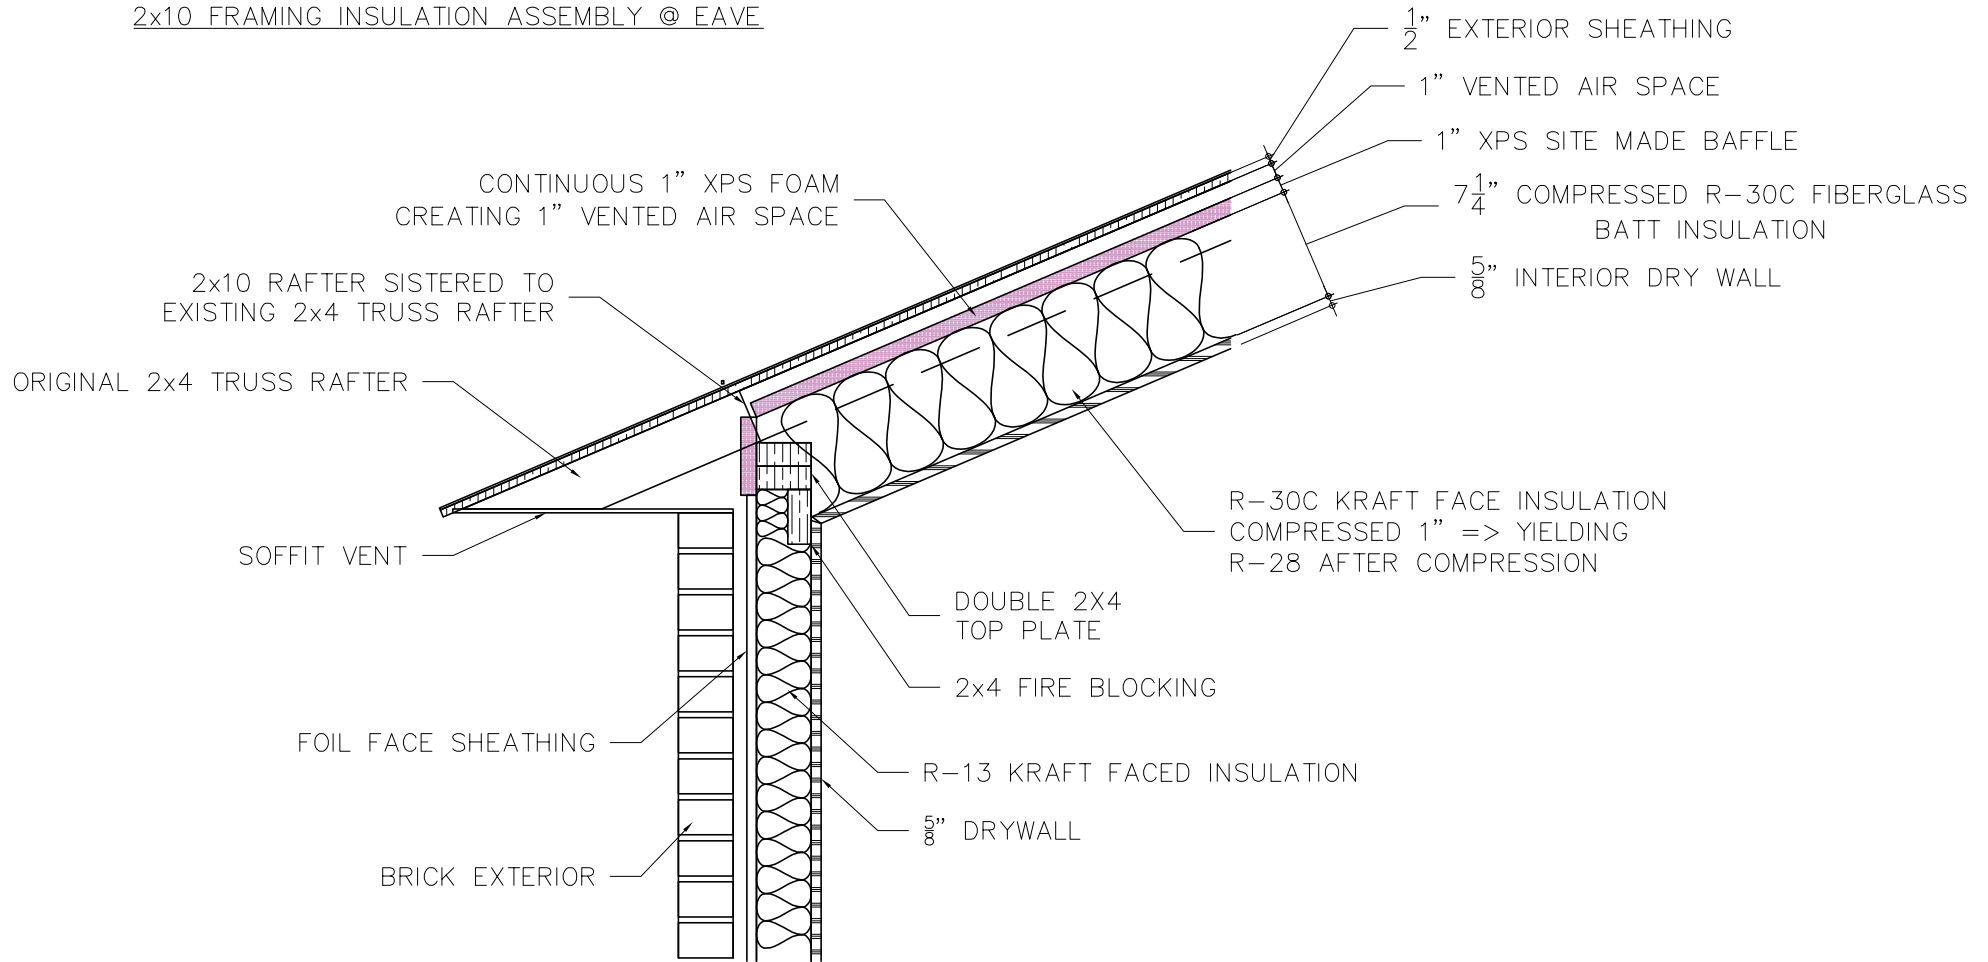 2x10 FRAMING INSULATION ASSEMBLY @ EAVE
1/2” EXTERIOR SHEATHING
1” VENTED AIR SPACE
1” XPS SITE MADE BAFFLE
7 1/4” COMPRESSED R-30C FIBERGLASS
BATT INSULATION
5/8” INTERIOR DRY WALL
CONTINUOUS 1” XPS FOAM
CREATING 1” VENTED AIR SPACE
2x10 RAFTER SISTERED TO
EXISTING 2x4 TRUSS RAFTER
ORIGINAL 2x4 TRUSS RAFTER
SOFFIT VENT
R-30C KRAFT FACE INSULATION
COMPRESSED 1” => YIELDING
R-28 AFTER COMPRESSION
DOUBLE 2X4
TOP PLATE
2x4 FIRE BLOCKING
FOIL FACE SHEATHING
R-13 KRAFT FACED INSULATION
5/8” DRYWALL
BRICK EXTERIOR